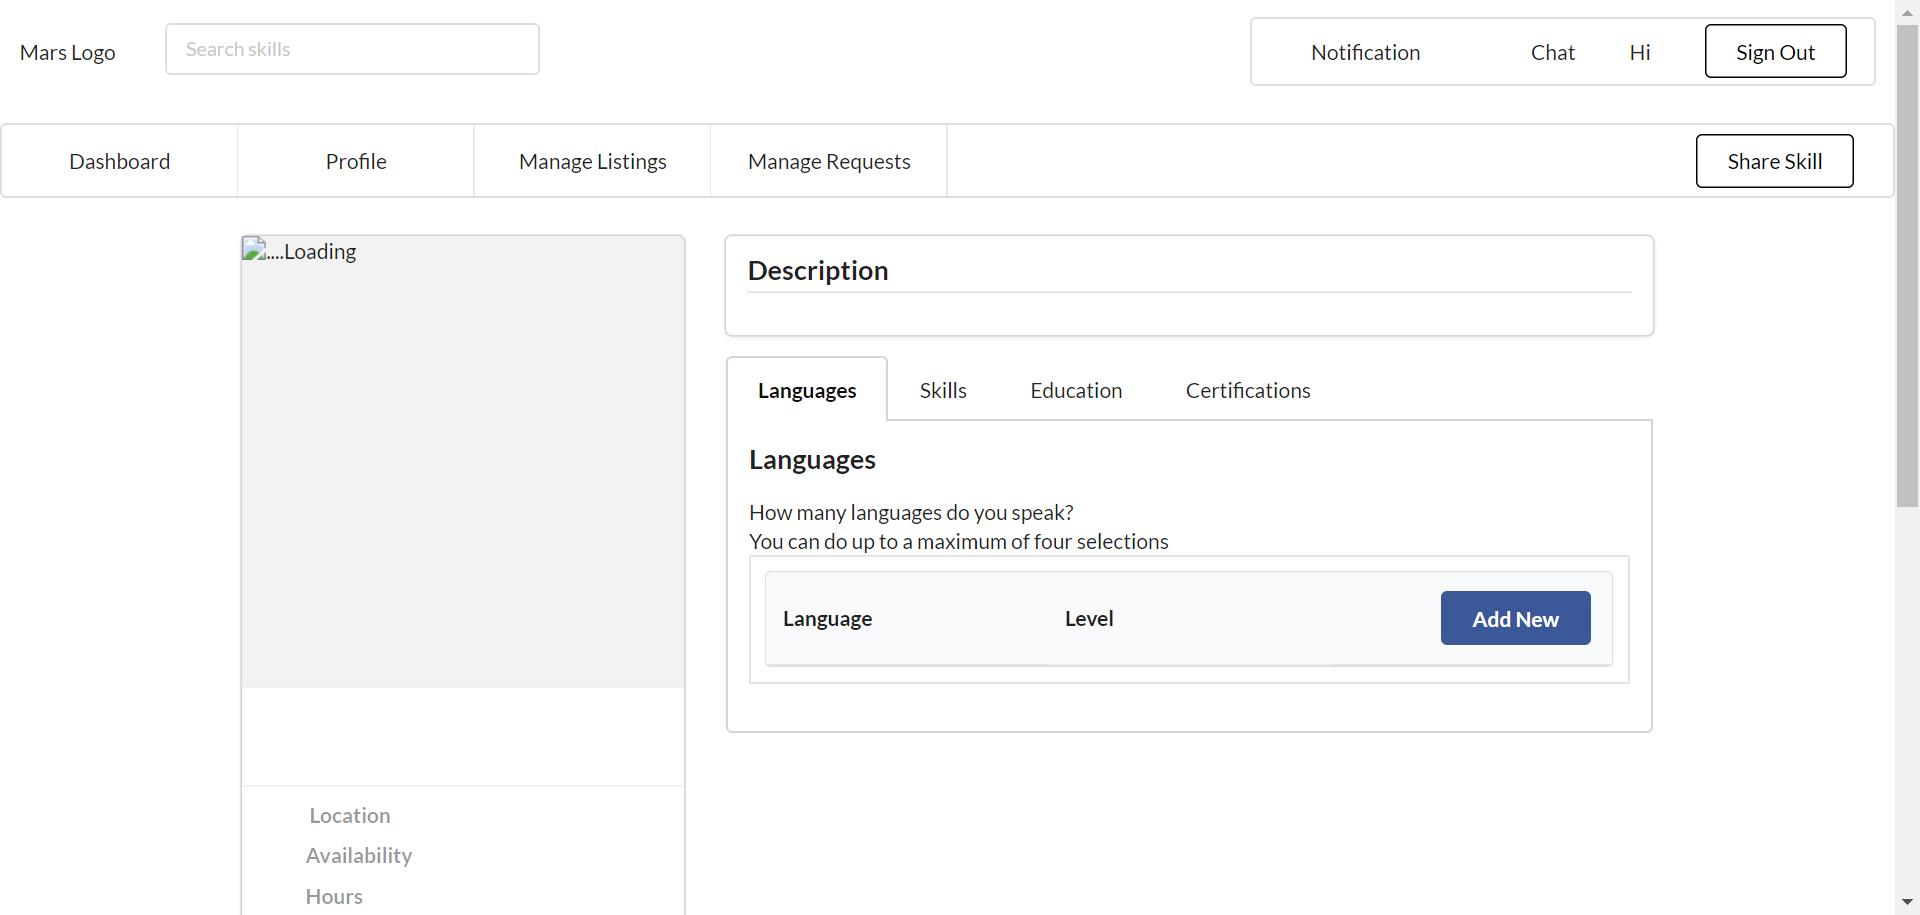 Mars Logo
Search skills
Notification
Chat
Hi
Sign Out
Dashboard
Profile
Manage Listings
Manage Requests
Share Skill
....Loading
Description
Languages
Skills
Education
Certifications
Languages
How many languages do you speak?
You can do up to a maximum of four selections
Language
Level
Add New
Location
Availability
Hours